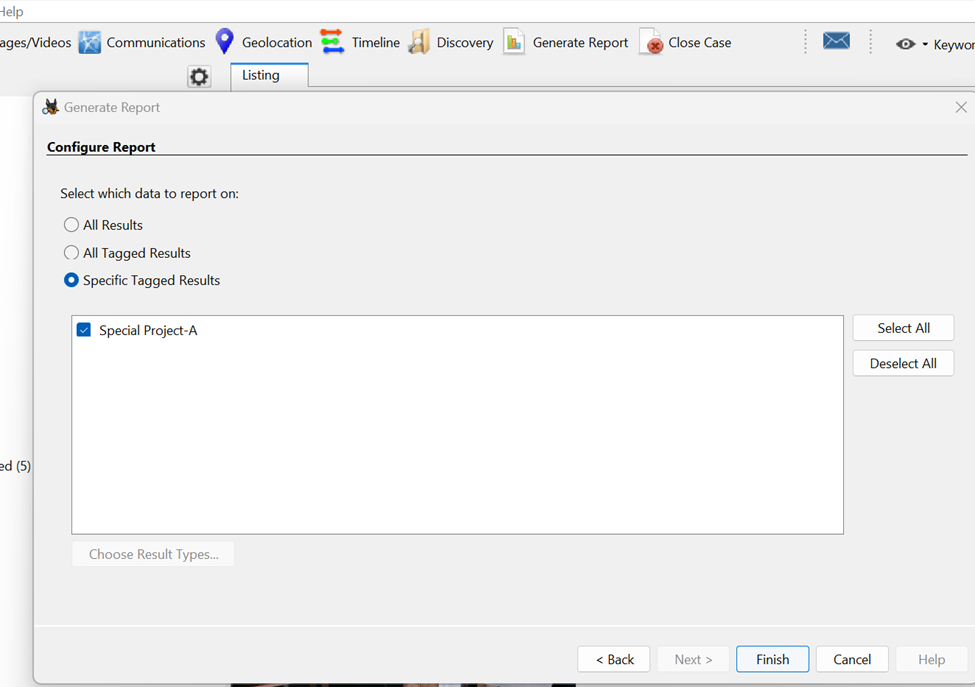 Help
ages/Videos Communications Geolocation Timeline Discovery Generate Report Close Case Keywor
Listing
Generate Report
Configure Report
Select which data to report on:
All Results
All Tagged Results
Specific Tagged Results
Special Project-A
Select All
Deselect All
ed (5)
Choose Result Types...
< Back Next > Finish Cancel Help